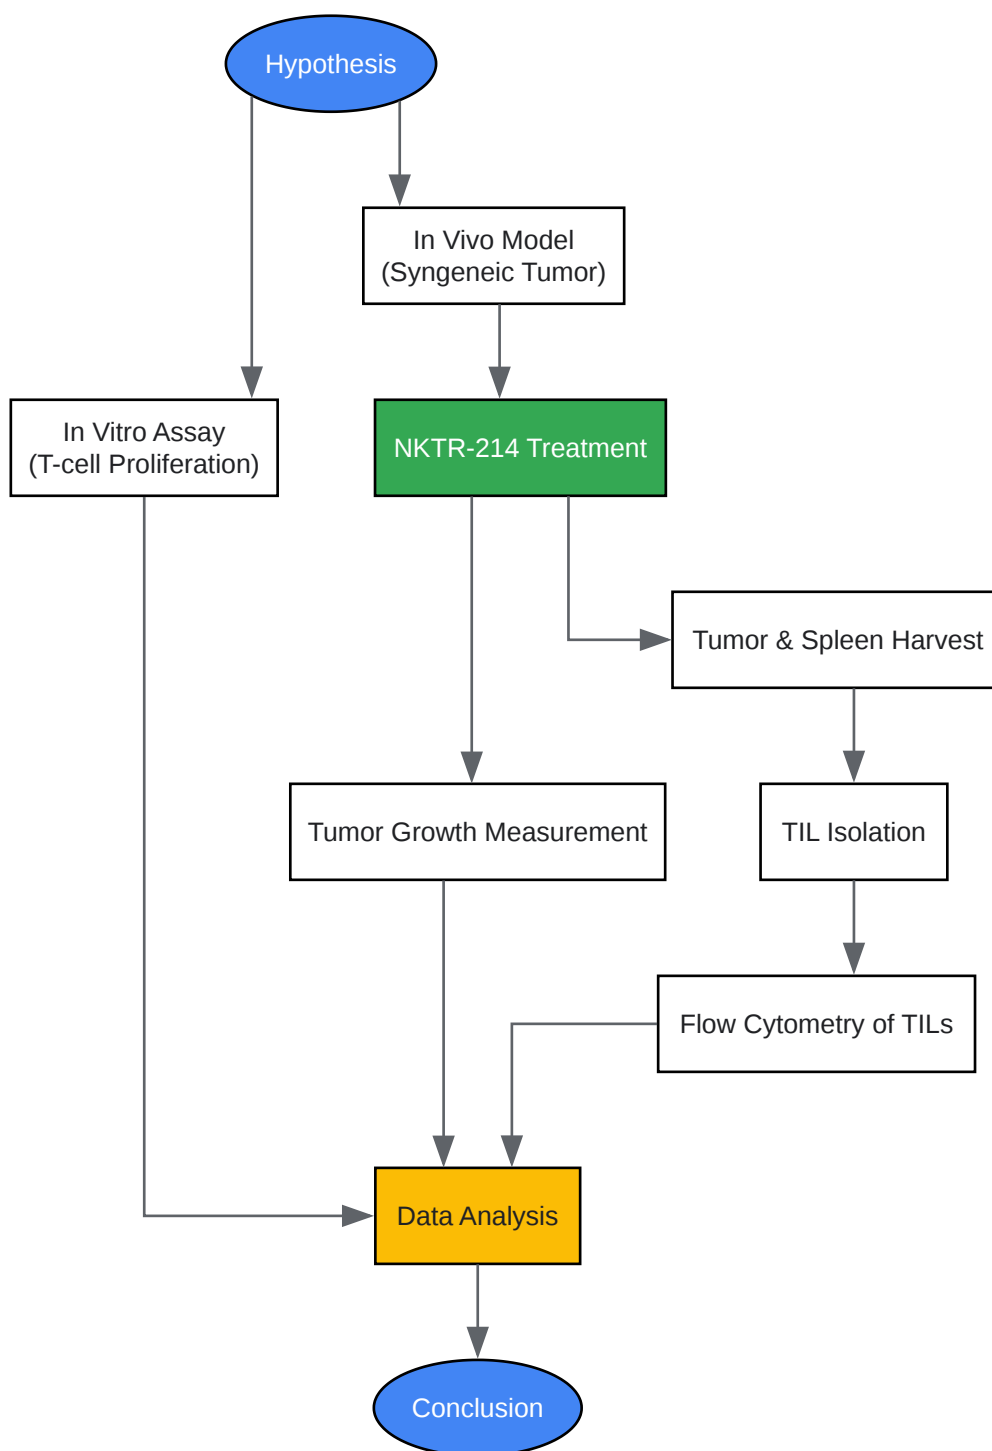 Hypothesis
In Vivo Model
(Syngeneic Tumor)
In Vitro Assay
(T-cell Proliferation)
NKTR-214 Treatment
Tumor & Spleen Harvest
Tumor Growth Measurement
TIL Isolation
Flow Cytometry of TILs
Data Analysis
Conclusion